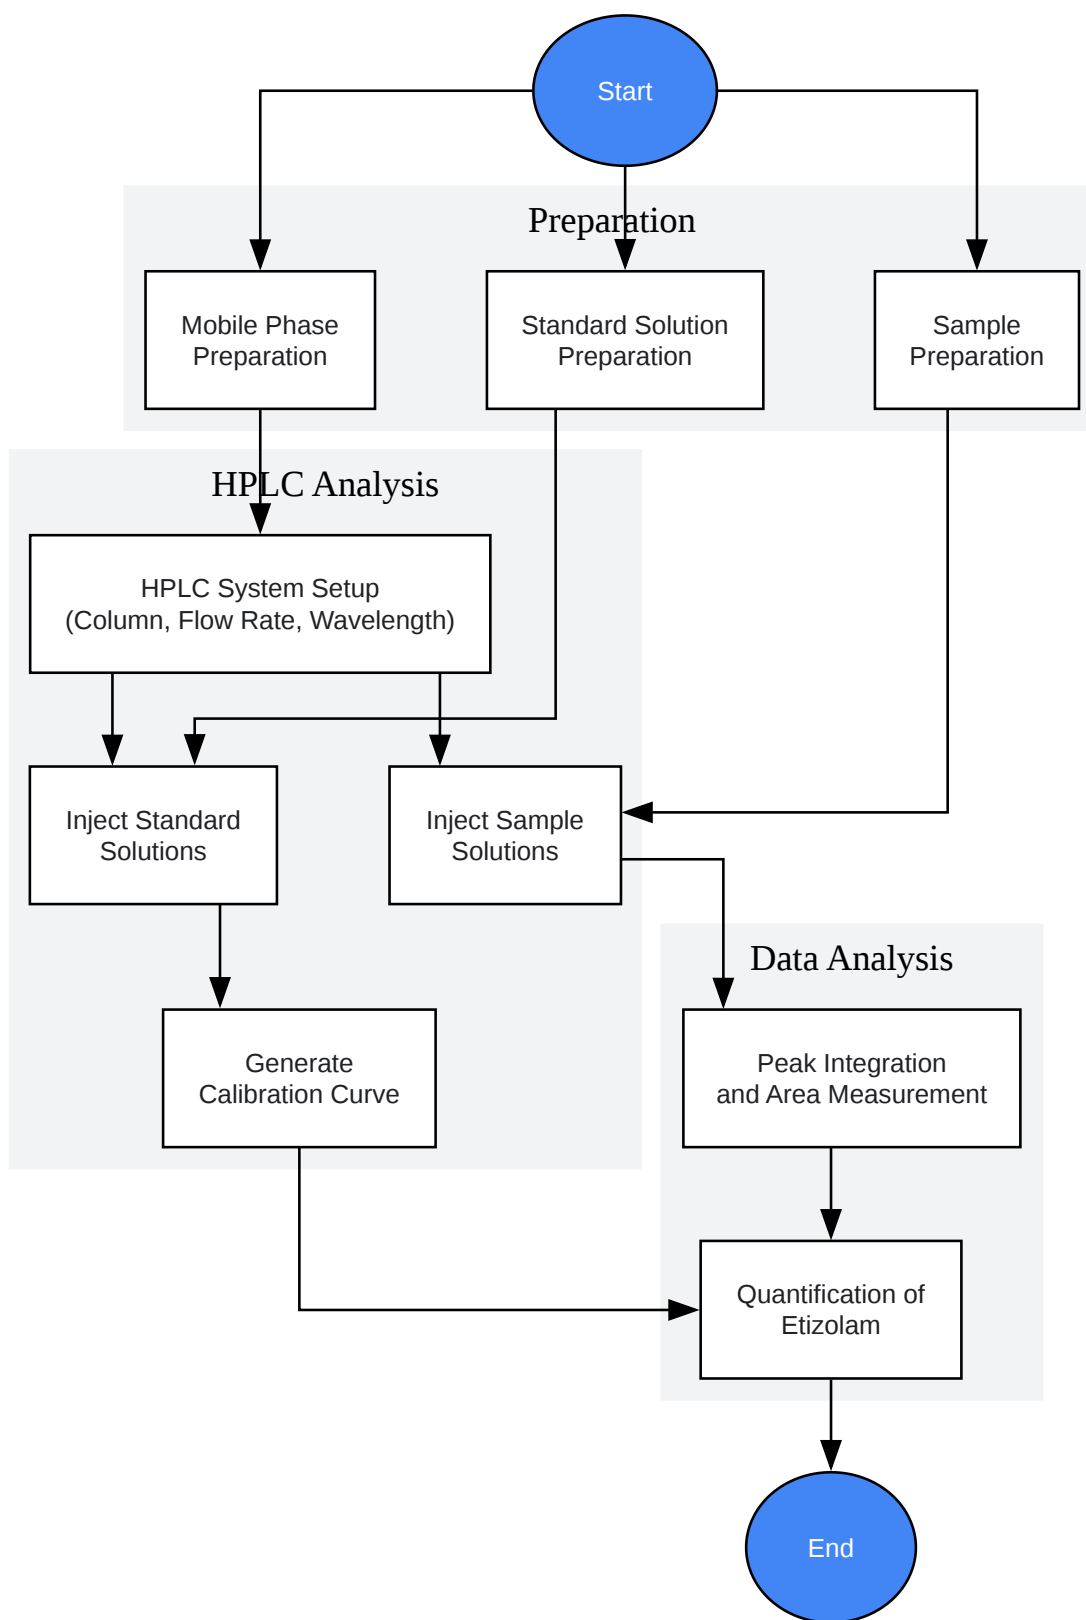 Start
Preparation
Mobile Phase
Preparation
Standard Solution
Preparation
Sample
Preparation
HPLC Analysis
HPLC System Setup
(Column, Flow Rate, Wavelength)
Inject Standard
Solutions
Inject Sample
Solutions
Data Analysis
Generate
Calibration Curve
Peak Integration
and Area Measurement
Quantification of
Etizolam
End